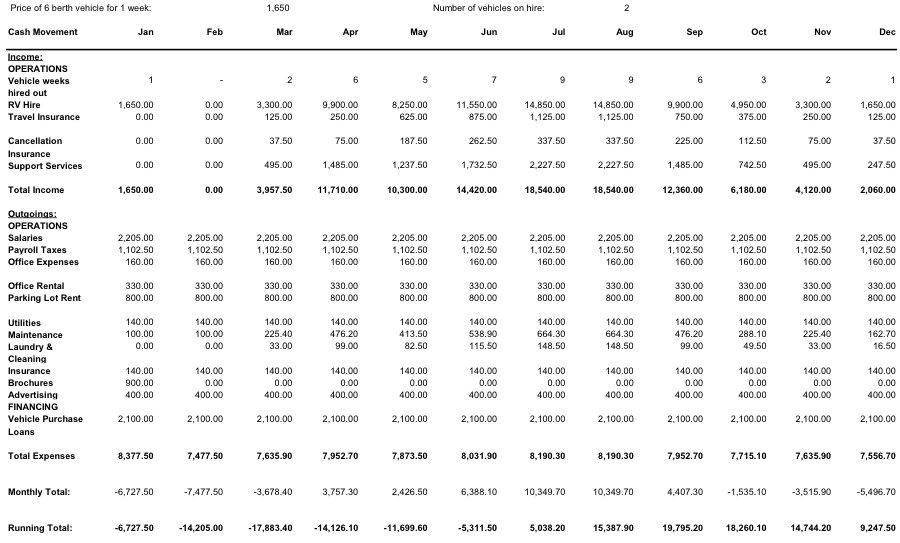 Price of 6 berth vehicle for 1 week: 1,650 Number of vehicles on hire: 2
Cash Movement Jan Feb Mar Apr May Jun Jul Aug Sep Oct Nov Dec
Income:
OPERATIONS
Vehicle weeks 1 - 2 6 5 7 9 9 6 3 2 1
hired out
RV Hire 1,650.00 0.00 3,300.00 9,900.00 8,250.00 11,550.00 14,850.00 14,850.00 9,900.00 4,950.00 3,300.00 1,650.00
Travel Insurance 0.00 0.00 125.00 250.00 625.00 875.00 1,125.00 1,125.00 750.00 375.00 250.00 125.00
Cancellation 0.00 0.00 37.50 75.00 187.50 262.50 337.50 337.50 225.00 112.50 75.00 37.50
Insurance
Support Services 0.00 0.00 495.00 1,485.00 1,237.50 1,732.50 2,227.50 2,227.50 1,485.00 742.50 495.00 247.50
Total Income 1,650.00 0.00 3,957.50 11,710.00 10,300.00 14,420.00 18,540.00 18,540.00 12,360.00 6,180.00 4,120.00 2,060.00
Outgoings:
OPERATIONS
Salaries 2,205.00 2,205.00 2,205.00 2,205.00 2,205.00 2,205.00 2,205.00 2,205.00 2,205.00 2,205.00 2,205.00 2,205.00
Payroll Taxes 1,102.50 1,102.50 1,102.50 1,102.50 1,102.50 1,102.50 1,102.50 1,102.50 1,102.50 1,102.50 1,102.50 1,102.50
Office Expenses 160.00 160.00 160.00 160.00 160.00 160.00 160.00 160.00 160.00 160.00 160.00 160.00
Office Rental 330.00 330.00 330.00 330.00 330.00 330.00 330.00 330.00 330.00 330.00 330.00 330.00
Parking Lot Rent 800.00 800.00 800.00 800.00 800.00 800.00 800.00 800.00 800.00 800.00 800.00 800.00
Utilities 140.00 140.00 140.00 140.00 140.00 140.00 140.00 140.00 140.00 140.00 140.00 140.00
Maintenance 100.00 100.00 225.40 476.20 413.50 538.90 664.30 664.30 476.20 288.10 225.40 162.70
Laundry & 0.00 0.00 33.00 99.00 82.50 115.50 148.50 148.50 99.00 49.50 33.00 16.50
Cleaning
Insurance 140.00 140.00 140.00 140.00 140.00 140.00 140.00 140.00 140.00 140.00 140.00 140.00
Brochures 900.00 0.00 0.00 0.00 0.00 0.00 0.00 0.00 0.00 0.00 0.00 0.00
Advertising 400.00 400.00 400.00 400.00 400.00 400.00 400.00 400.00 400.00 400.00 400.00 400.00
FINANCING
Vehicle Purchase 2,100.00 2,100.00 2,100.00 2,100.00 2,100.00 2,100.00 2,100.00 2,100.00 2,100.00 2,100.00 2,100.00 2,100.00
Loans
Total Expenses 8,377.50 7,477.50 7,635.90 7,952.70 7,873.50 8,031.90 8,190.30 8,190.30 7,952.70 7,715.10 7,635.90 7,556.70
Monthly Total: -6,727.50 -7,477.50 -3,678.40 3,757.30 2,426.50 6,388.10 10,349.70 10,349.70 4,407.30 -1,535.10 -3,515.90 -5,496.70
Running Total: -6,727.50 -14,205.00 -17,883.40 -14,126.10 -11,699.60 -5,311.50 5,038.20 15,387.90 19,795.20 18,260.10 14,744.20 9,247.50